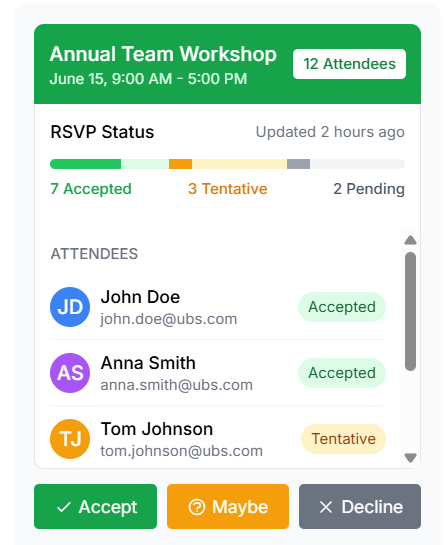 Annual Team Workshop
June 15, 9:00 AM - 5:00 PM
12 Attendees
RSVP Status
Updated 2 hours ago
7 Accepted
3 Tentative
2 Pending
ATTENDEES
JD
John Doe
john.doe@ubs.com
Accepted
AS
Anna Smith
anna.smith@ubs.com
Accepted
TJ
Tom Johnson
tom.johnson@ubs.com
Tentative
Accept
Maybe
Decline